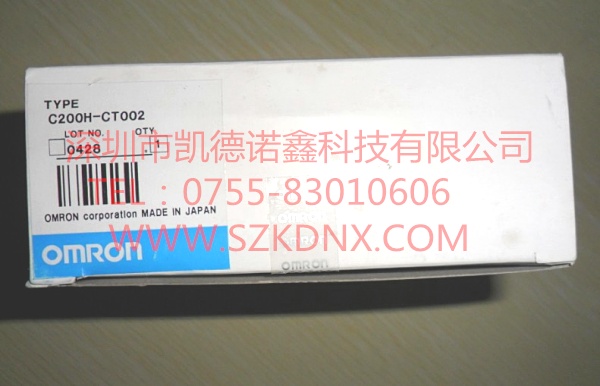 TYPE
C200H-CT002
LOT NO. QTY.
0428 1
深圳市凯德诺鑫科技有限公司
TEL：0755-83010606
OMRON corporation MADE IN JAPAN
WWW.SZKDNX.COM
OMRON
OMRON
OMRON